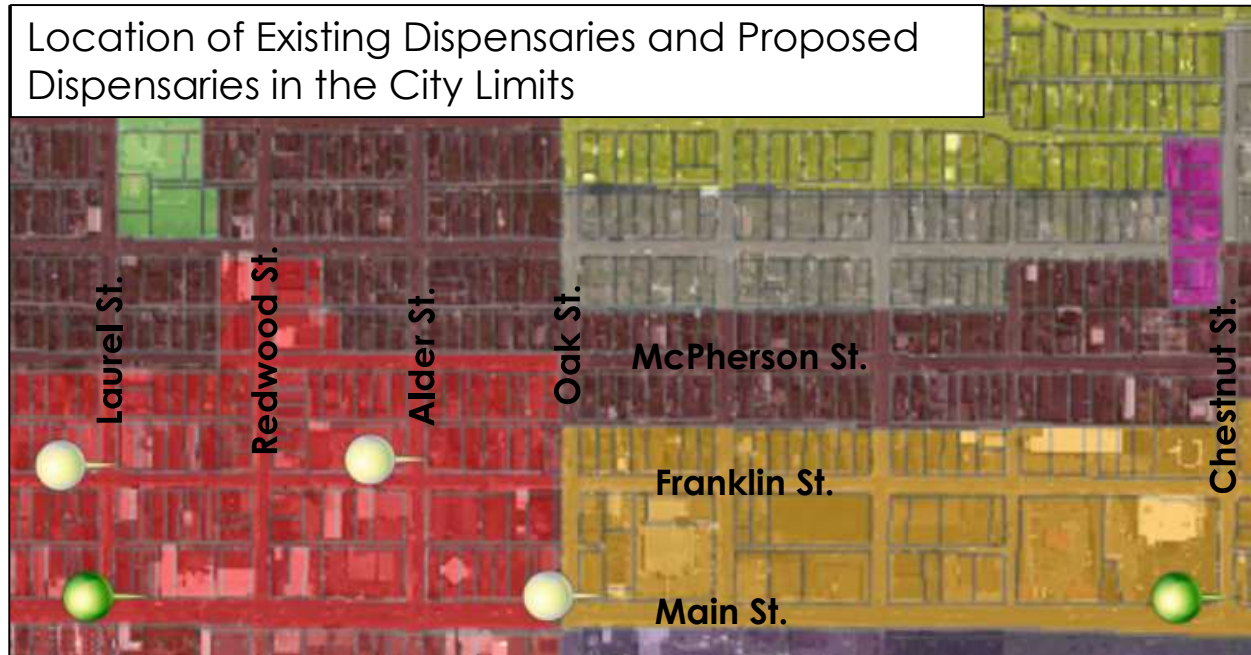 Location of Existing Dispensaries and Proposed
Dispensaries in the City Limits
Laurel St.
Redwood St.
Alder St.
Oak St.
McPherson St.
Chestnut St.
Franklin St.
Main St.